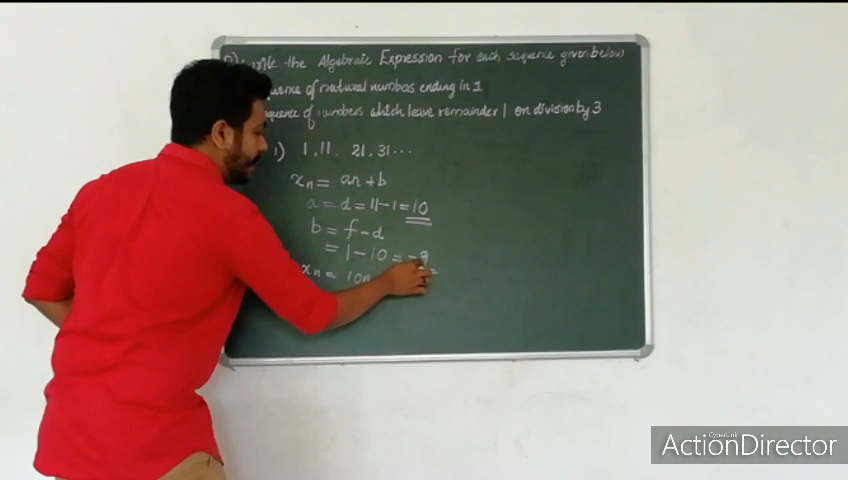 Write the Algebraic Expression for each sequence given below
of natural numbers ending in 1
of numbers which leave remainder 1 on division by 3
1) 1, 11, 21, 31...
xn = an + b
a = d = 11 - 1 = 10
b = f - d
= 1 - 10 = -9
xn = 10n
CyberLink
ActionDirector